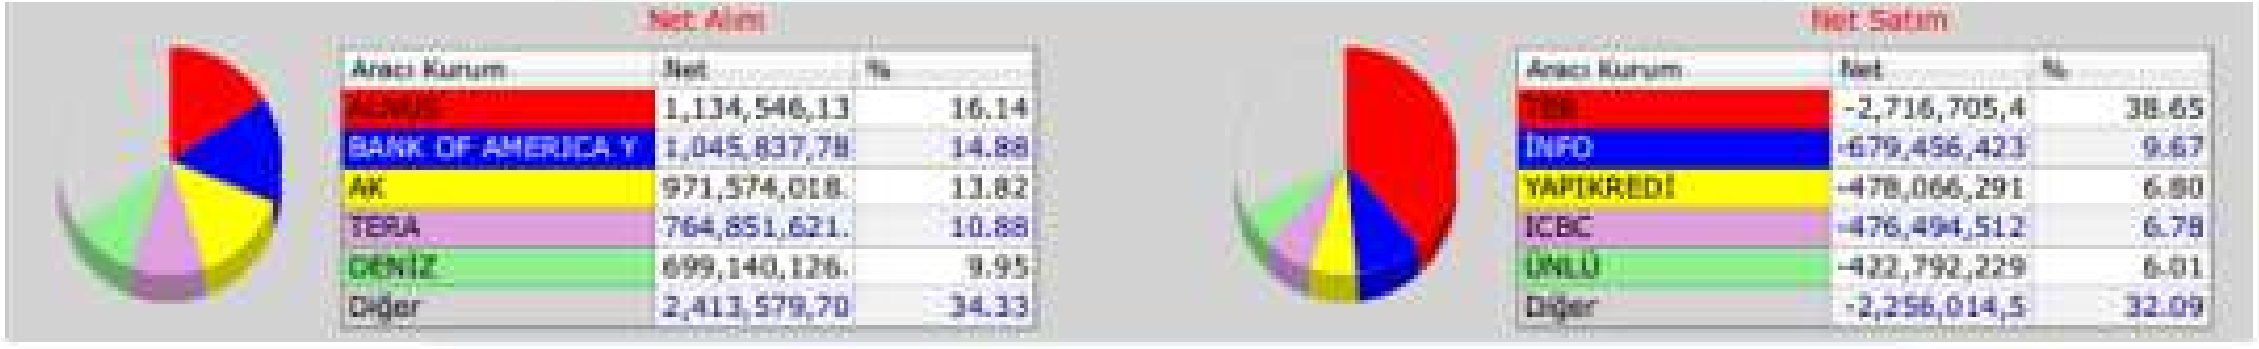 Net Alım
Aracı Kurum Net %
ALNUS 1,134,546,13 16.14
BANK OF AMERICA Y 1,045,837,78 14.88
AK 971,574,018. 13.82
TERA 764,851,621. 10.88
DENİZ 699,140,126. 9.95
Diğer 2,413,579,70 34.33
Net Satım
Aracı Kurum Net %
TEB -2,716,705,4 38.65
İNFO -679,456,423 9.67
YAPIKREDİ -478,066,291 6.80
ICBC -476,494,512 6.78
ÜNLÜ -422,792,229 6.01
Diğer -2,256,014,5 32.09